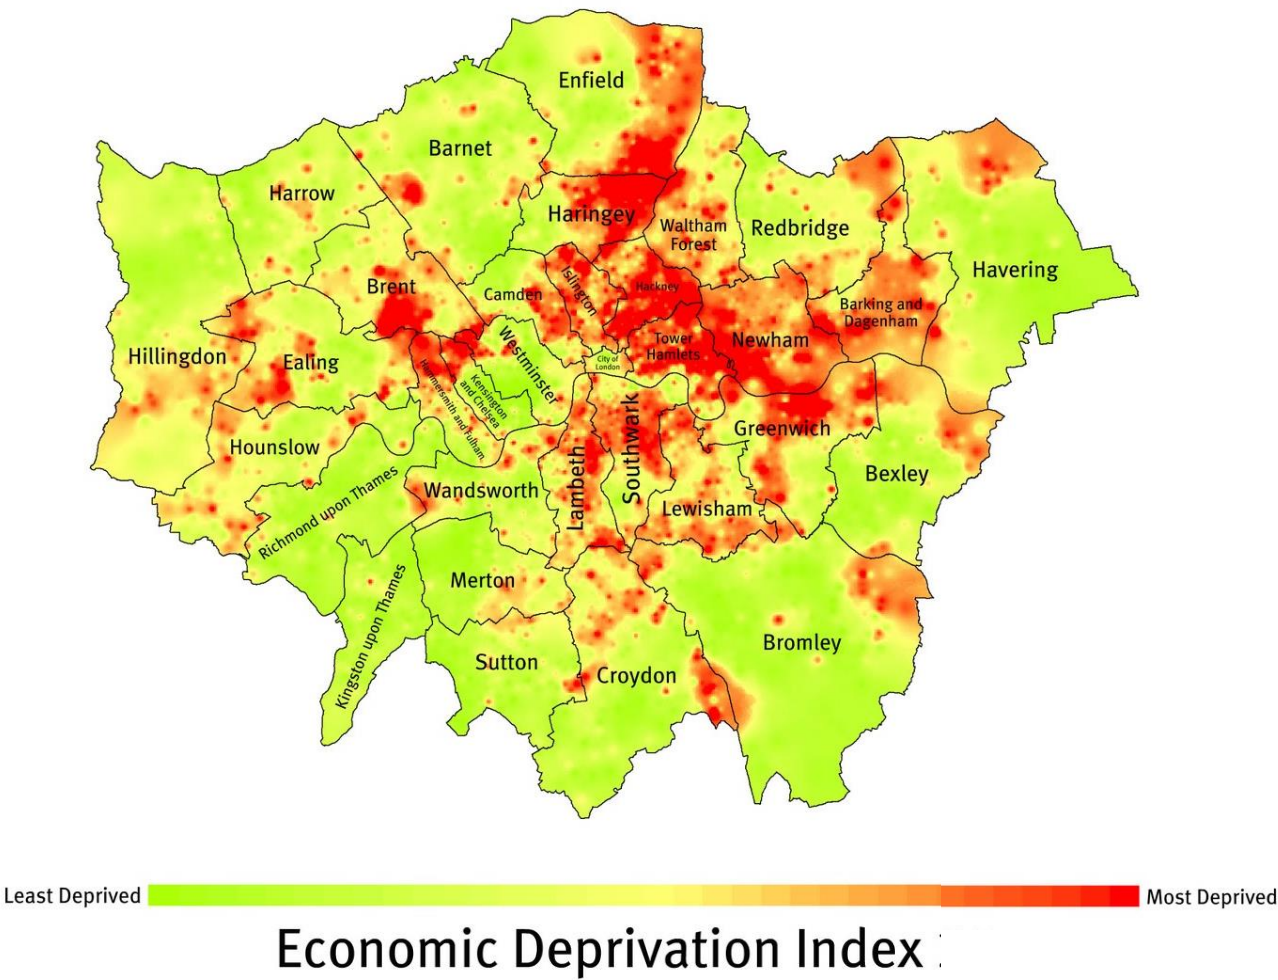 Enfield
Barnet
Harrow
Haringey
Waltham
Forest
Redbridge
Havering
Brent
Camden
Islington
Hackney
Barking and
Dagenham
Hillingdon
Ealing
Westminster
City of
London
Tower
Hamlets
Newham
Hammersmith and Fulham
Kensington
and Chelsea
Hounslow
Greenwich
Southwark
Lambeth
Bexley
Richmond upon Thames
Wandsworth
Lewisham
Merton
Kingston upon Thames
Sutton
Croydon
Bromley
Least Deprived
Most Deprived
Economic Deprivation Index